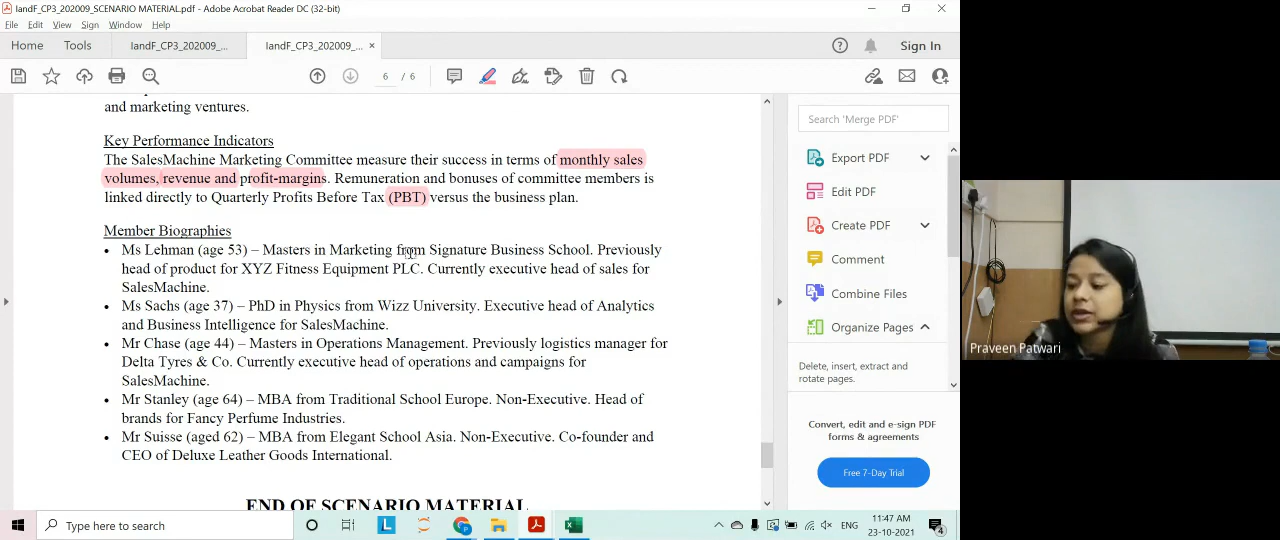 IandF_CP3_202009_SCENARIO MATERIAL.pdf - Adobe Acrobat Reader DC (32-bit)
File Edit View Sign Window Help
Home Tools IandF_CP3_202009_... IandF_CP3_202009_... × Sign In
6 / 6
and marketing ventures.
Key Performance Indicators
The SalesMachine Marketing Committee measure their success in terms of monthly sales
volumes, revenue and profit-margins. Remuneration and bonuses of committee members is
linked directly to Quarterly Profits Before Tax (PBT) versus the business plan.
Member Biographies
• Ms Lehman (age 53) – Masters in Marketing from Signature Business School. Previously
head of product for XYZ Fitness Equipment PLC. Currently executive head of sales for
SalesMachine.
• Ms Sachs (age 37) – PhD in Physics from Wizz University. Executive head of Analytics
and Business Intelligence for SalesMachine.
• Mr Chase (age 44) – Masters in Operations Management. Previously logistics manager for
Delta Tyres & Co. Currently executive head of operations and campaigns for
SalesMachine.
• Mr Stanley (age 64) – MBA from Traditional School Europe. Non-Executive. Head of
brands for Fancy Perfume Industries.
• Mr Suisse (aged 62) – MBA from Elegant School Asia. Non-Executive. Co-founder and
CEO of Deluxe Leather Goods International.
END OF SCENARIO MATERIAL
Search 'Merge PDF'
Export PDF
Edit PDF
Create PDF
Comment
Combine Files
Organize Pages
Delete, insert, extract and
rotate pages.
Convert, edit and e-sign PDF
forms & agreements
Free 7-Day Trial
Praveen Patwari
Type here to search
L
ENG
11:47 AM
23-10-2021
4